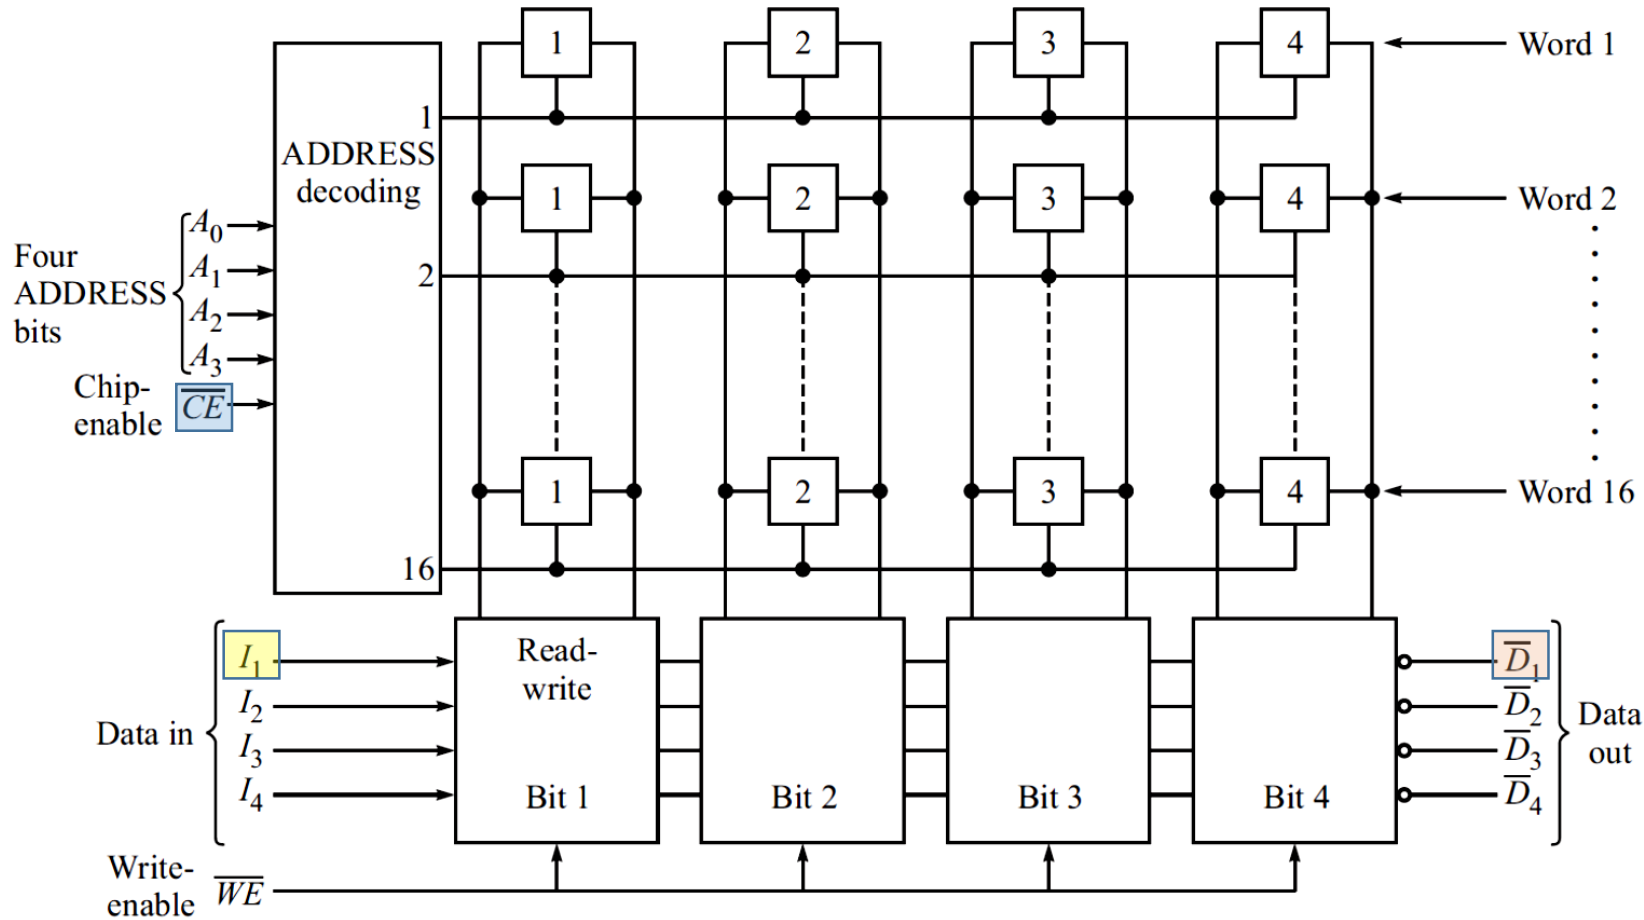 1 2 3 4 Word 1
1
ADDRESS
decoding
1 2 3 4 Word 2
Four
ADDRESS
bits
A0
A1
A2
A3
2
Chip-
enable
CE
1 2 3 4 Word 16
16
Data in
I1
I2
I3
I4
Read-
write
Bit 1 Bit 2 Bit 3 Bit 4
D1
D2
D3
D4
Data
out
Write-
enable
WE